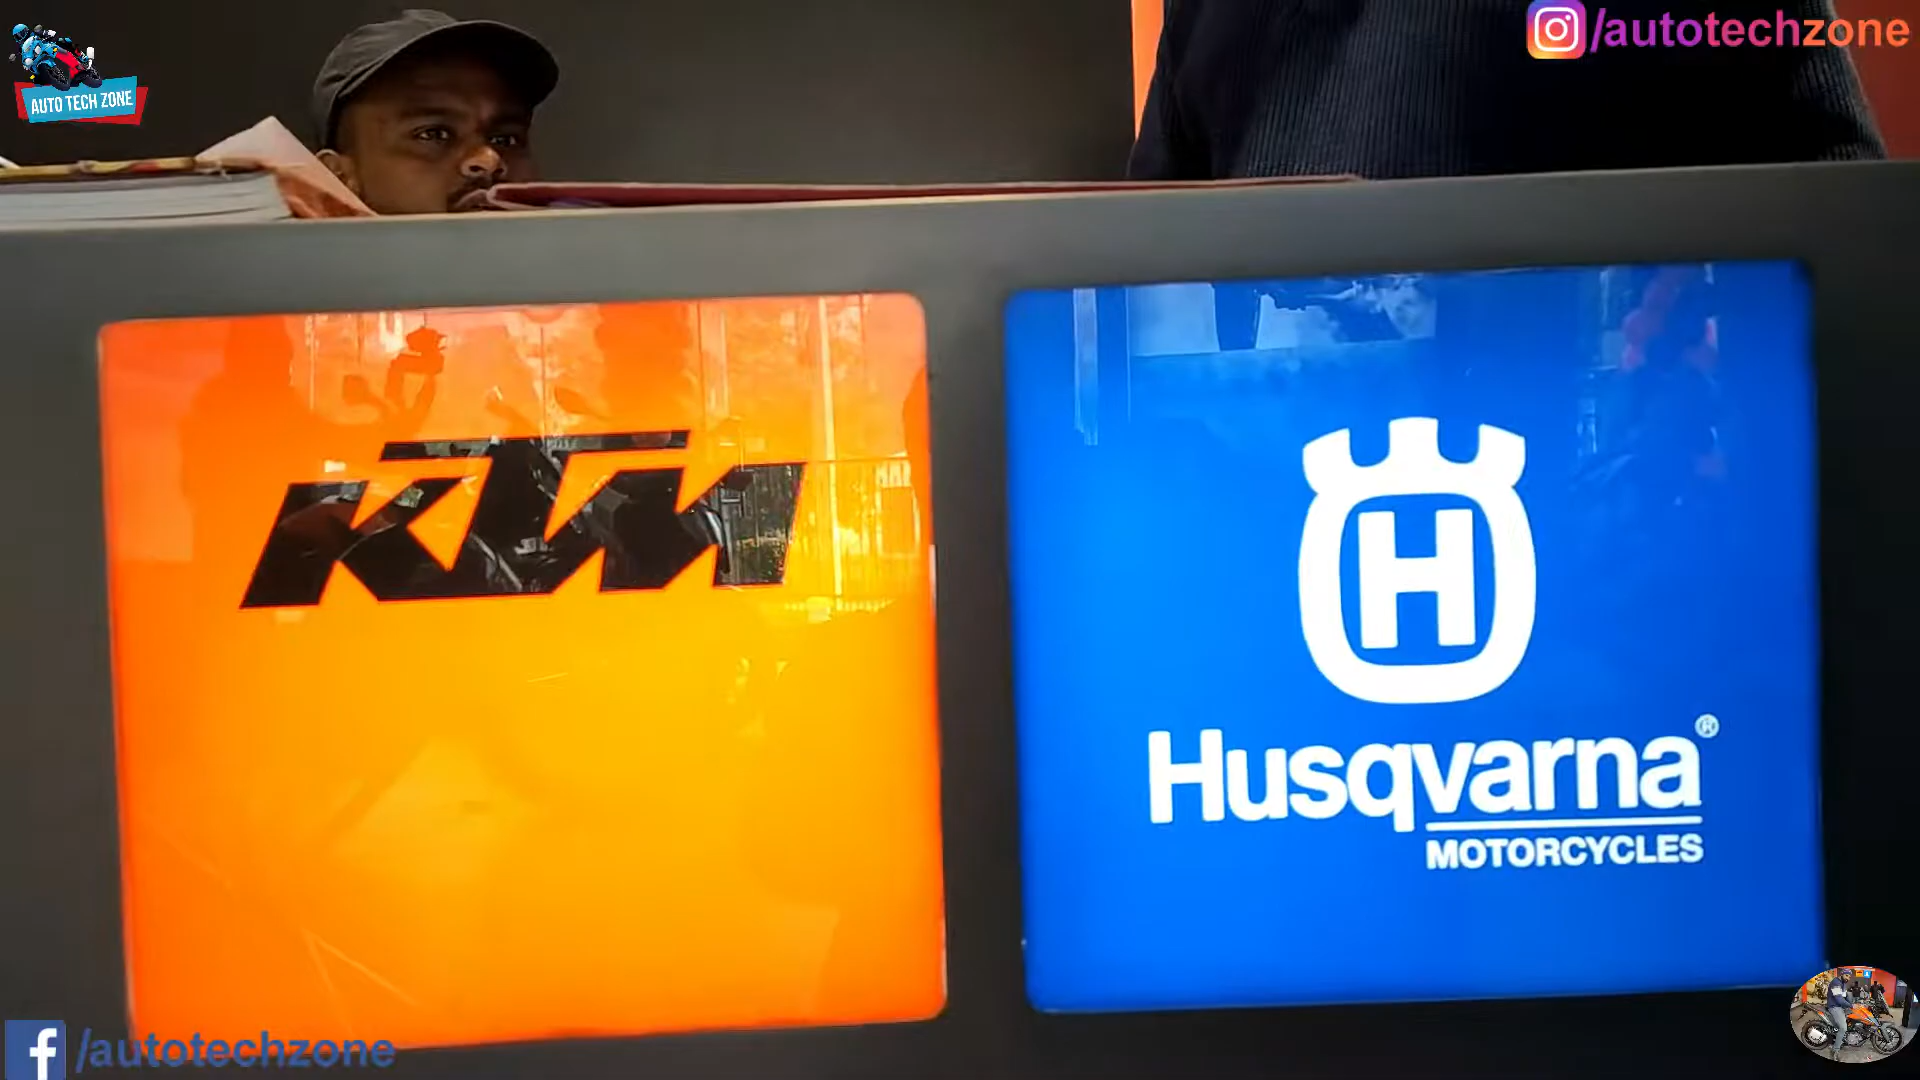 AUTO TECH ZONE
/autotechzone
KTM
H
Husqvarna®
MOTORCYCLES
/autotechzone